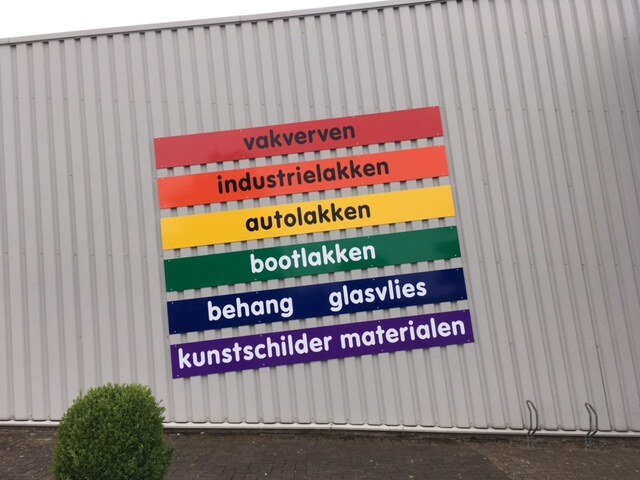 vakverven
industrielakken
autolakken
bootlakken
behang glasvlies
kunstschilder materialen